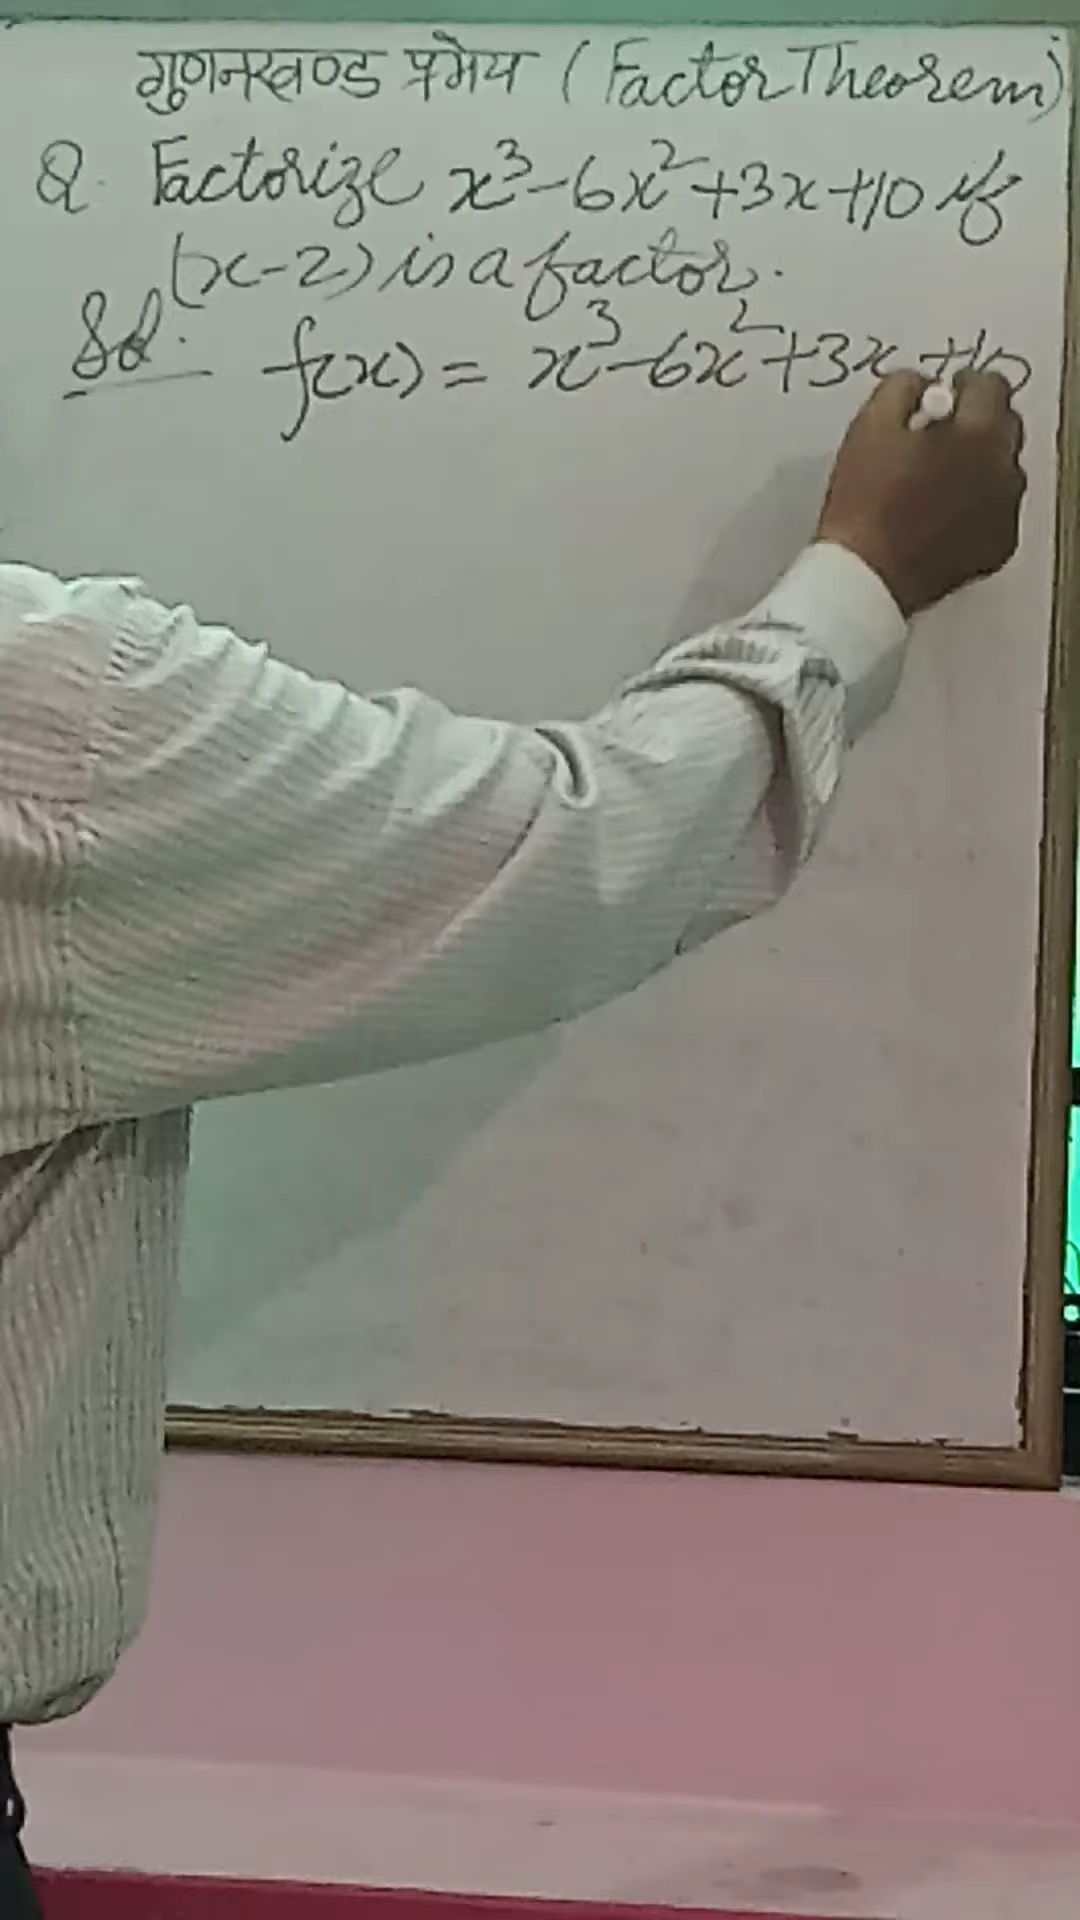 गुणनखण्ड प्रमेय (Factor Theorem)
Q. Factorize x³-6x²+3x+10 if
(x-2) is a factor.
Sol. f(x) = x³-6x²+3x+10